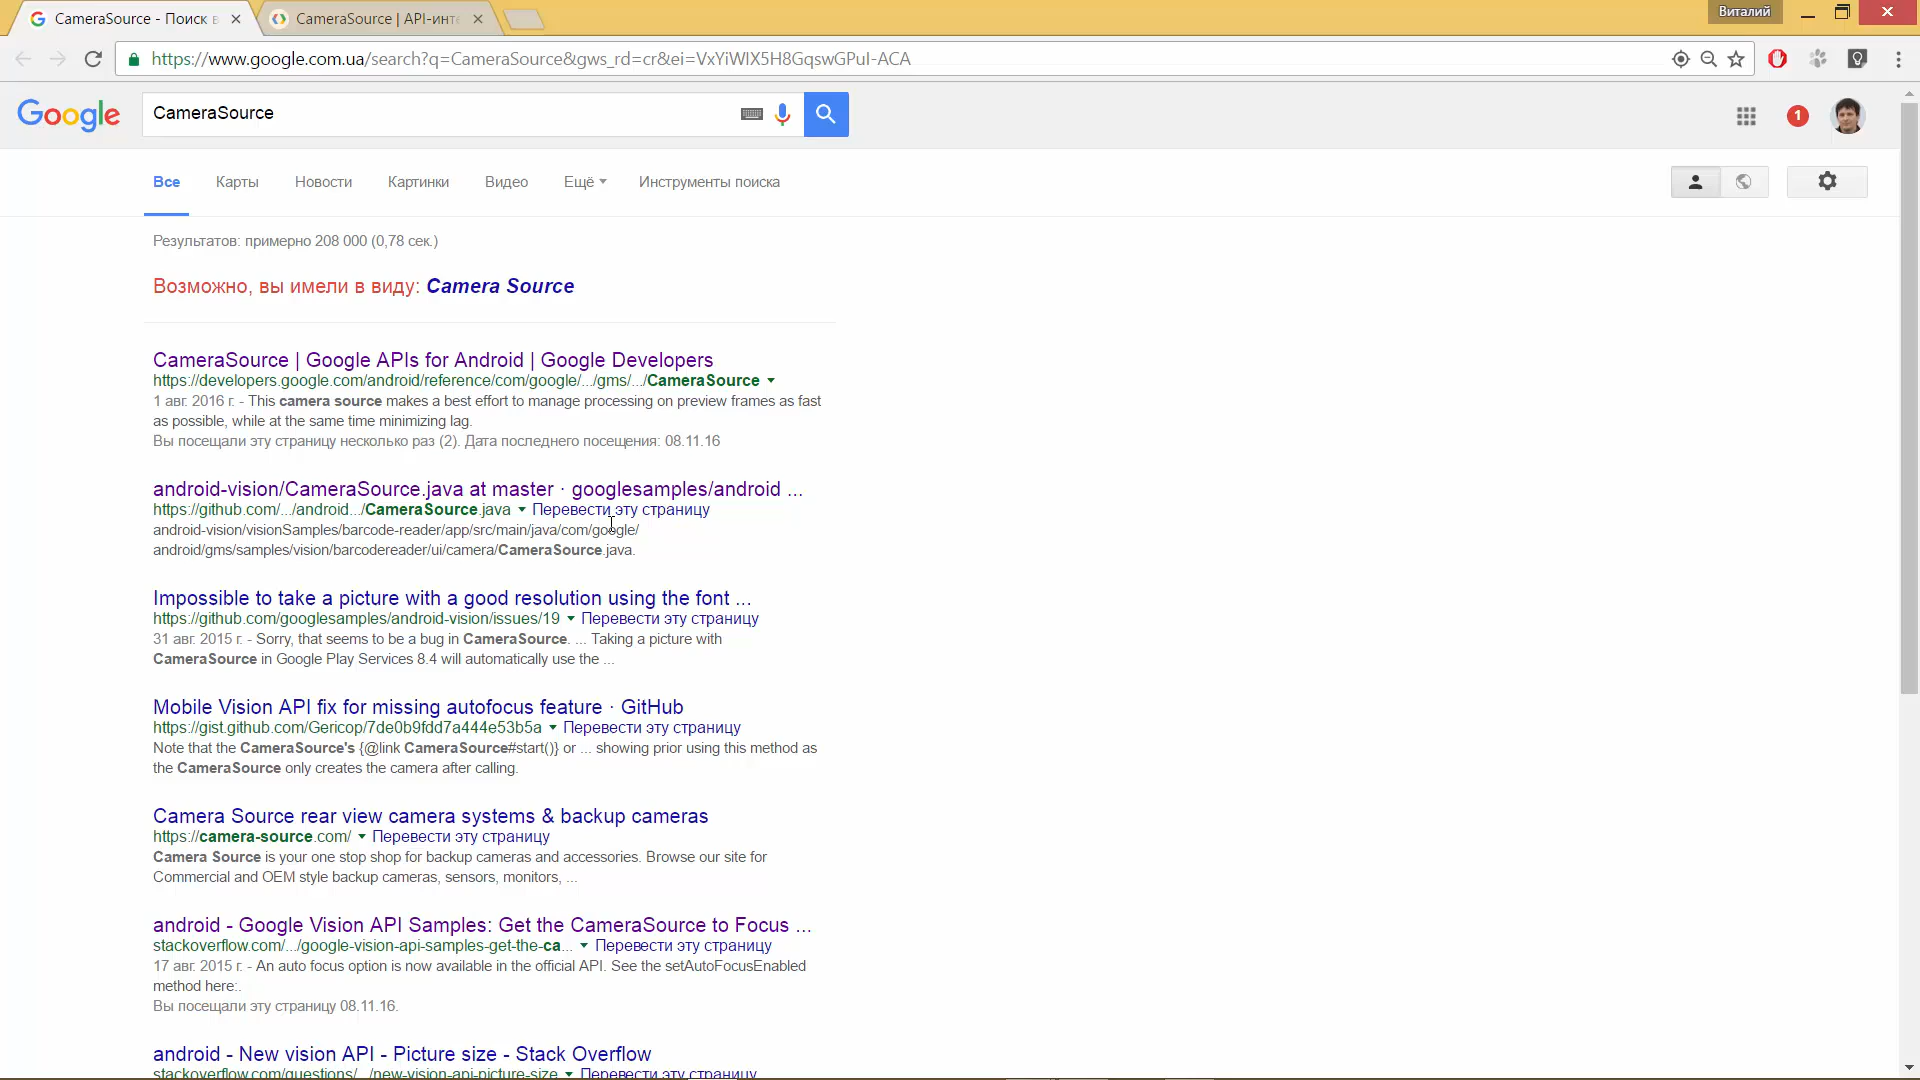 CameraSource - Поиск в
CameraSource | API-инт
Виталий
https://www.google.com.ua/search?q=CameraSource&gws_rd=cr&ei=VxYiWIX5H8GqswGPuI-ACA
Google
CameraSource
1
Все
Карты
Новости
Картинки
Видео
Ещё
Инструменты поиска
Результатов: примерно 208 000 (0,78 сек.)
Возможно, вы имели в виду: Camera Source
CameraSource | Google APIs for Android | Google Developers
https://developers.google.com/android/reference/com/google/.../gms/.../CameraSource
1 авг. 2016 г. - This camera source makes a best effort to manage processing on preview frames as fast
as possible, while at the same time minimizing lag.
Вы посещали эту страницу несколько раз (2). Дата последнего посещения: 08.11.16
android-vision/CameraSource.java at master · googlesamples/android ...
https://github.com/.../android.../CameraSource.java Перевести эту страницу
android-vision/visionSamples/barcode-reader/app/src/main/java/com/google/
android/gms/samples/vision/barcodereader/ui/camera/CameraSource.java.
Impossible to take a picture with a good resolution using the font ...
https://github.com/googlesamples/android-vision/issues/19 Перевести эту страницу
31 авг. 2015 г. - Sorry, that seems to be a bug in CameraSource. ... Taking a picture with
CameraSource in Google Play Services 8.4 will automatically use the ...
Mobile Vision API fix for missing autofocus feature · GitHub
https://gist.github.com/Gericop/7de0b9fdd7a444e53b5a Перевести эту страницу
Note that the CameraSource's {@link CameraSource#start()} or ... showing prior using this method as
the CameraSource only creates the camera after calling.
Camera Source rear view camera systems & backup cameras
https://camera-source.com/ Перевести эту страницу
Camera Source is your one stop shop for backup cameras and accessories. Browse our site for
Commercial and OEM style backup cameras, sensors, monitors, ...
android - Google Vision API Samples: Get the CameraSource to Focus ...
stackoverflow.com/.../google-vision-api-samples-get-the-ca... Перевести эту страницу
17 авг. 2015 г. - An auto focus option is now available in the official API. See the setAutoFocusEnabled
method here:.
Вы посещали эту страницу 08.11.16.
android - New vision API - Picture size - Stack Overflow
stackoverflow.com/questions/.../new-vision-api-picture-size Перевести эту страницу